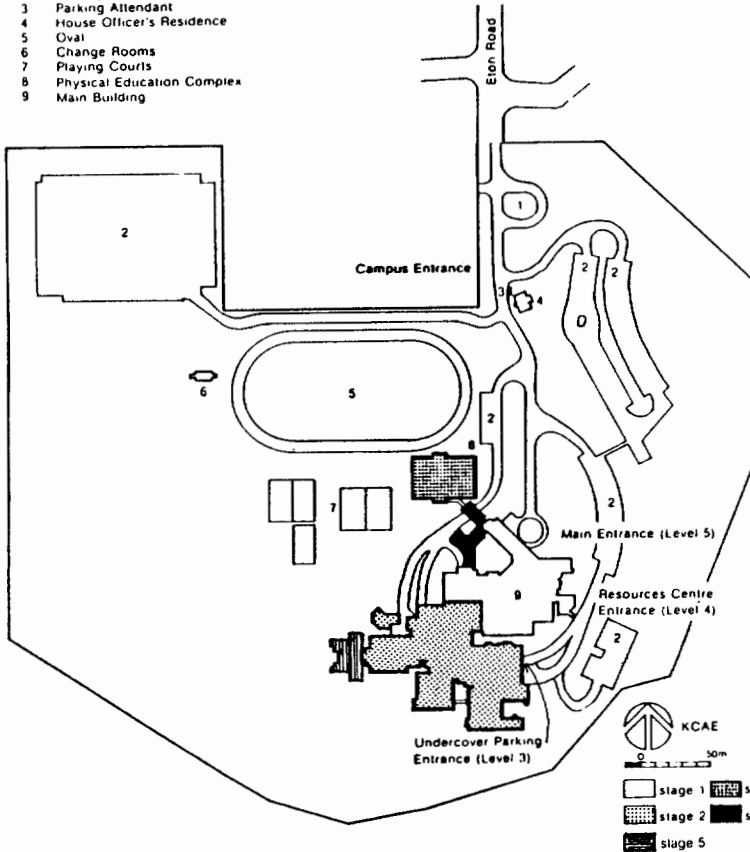 3 Parking Attendant
4 House Officer's Residence
5 Oval
6 Change Rooms
7 Playing Courts
8 Physical Education Complex
9 Main Building
Eton Road
1
2
Campus Entrance
2
2
3
4
0
6
5
2
8
7
2
Main Entrance (Level 5)
9
Resources Centre
Entrance (Level 4)
2
Undercover Parking
Entrance (Level 3)
KCAE
0
50m
stage 1
s
stage 2
s
stage 5